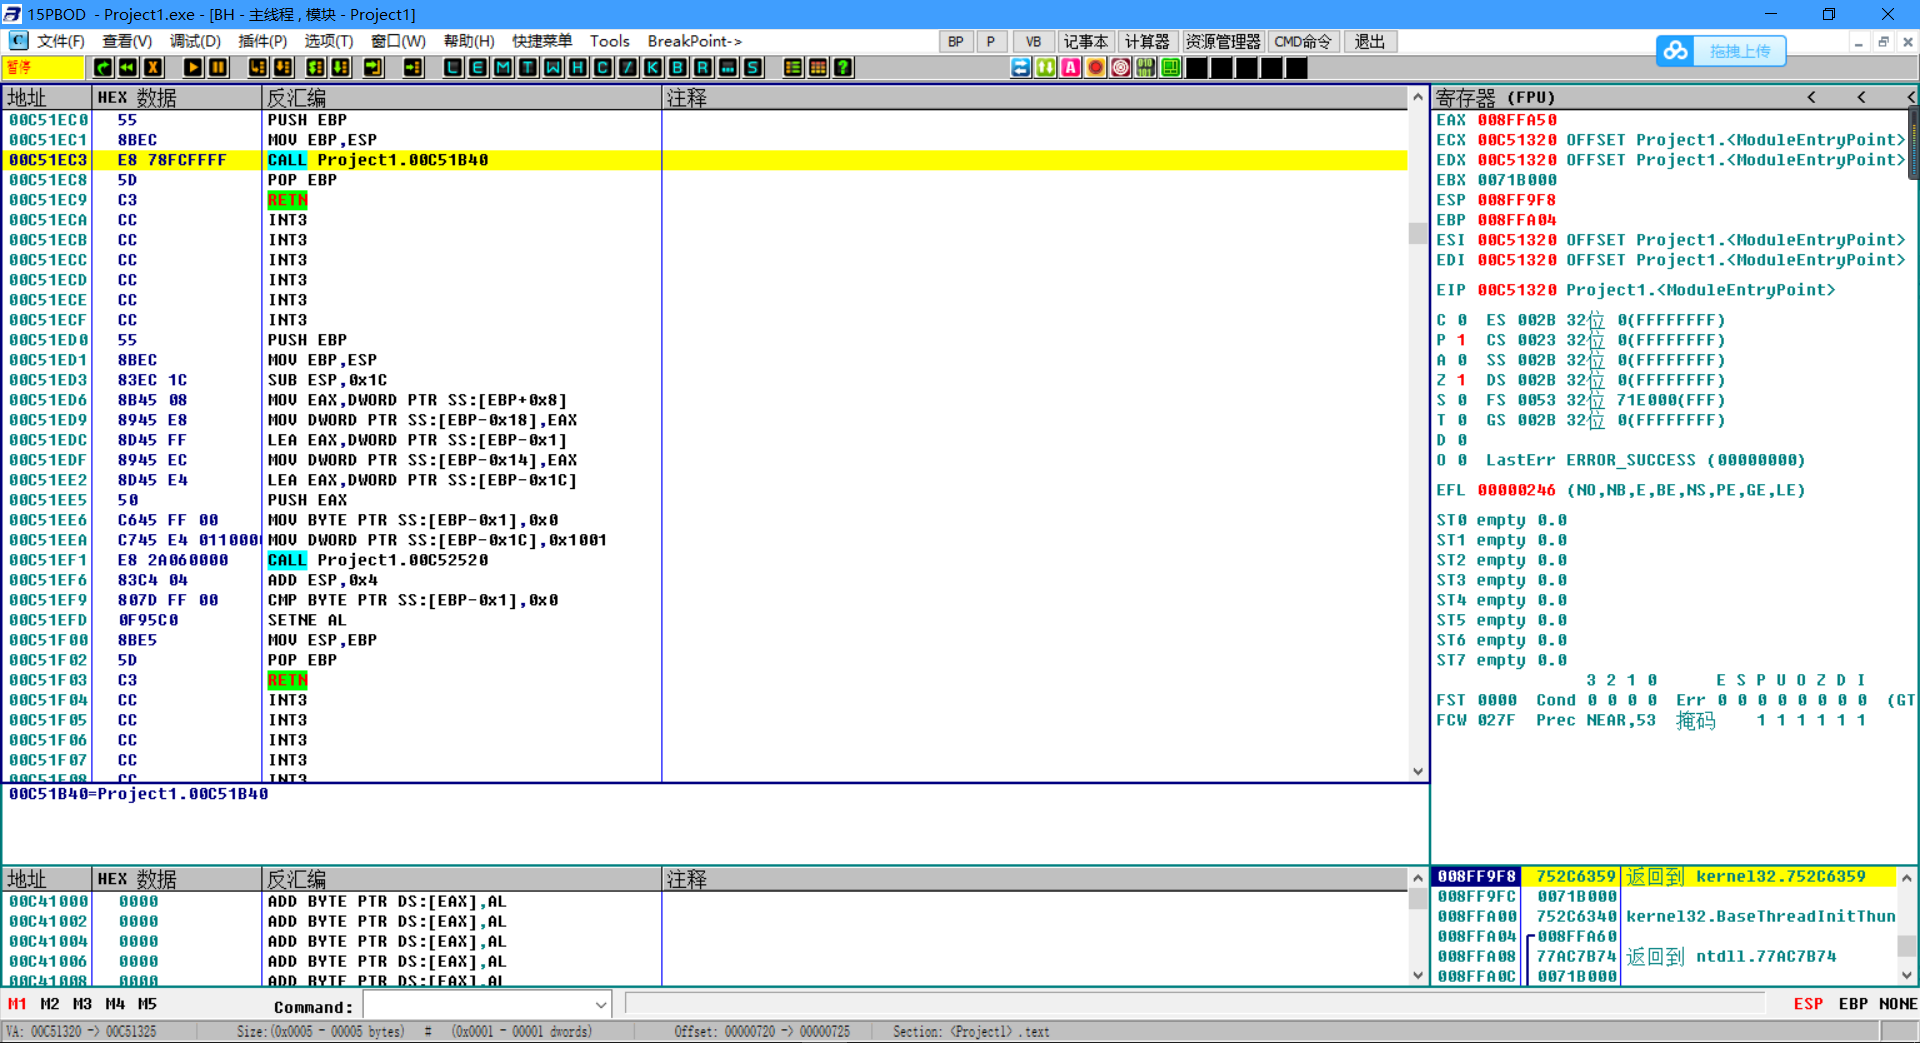 15PBOD - Project1.exe - [BH - 主线程 , 模块 - Project1]
文件(F) 查看(V) 调试(D) 插件(P) 选项(T) 窗口(W) 帮助(H) 快捷菜单 Tools BreakPoint-> BP P VB 记事本 计算器 资源管理器 CMD命令 退出 拖拽上传
暂停 L E M T W H C / K B R ... S ?
地址 HEX 数据 反汇编 注释
00C51EC0 55 PUSH EBP
00C51EC1 8BEC MOV EBP,ESP
00C51EC3 E8 78FCFFFF CALL Project1.00C51B40
00C51EC8 5D POP EBP
00C51EC9 C3 RETN
00C51ECA CC INT3
00C51ECB CC INT3
00C51ECC CC INT3
00C51ECD CC INT3
00C51ECE CC INT3
00C51ECF CC INT3
00C51ED0 55 PUSH EBP
00C51ED1 8BEC MOV EBP,ESP
00C51ED3 83EC 1C SUB ESP,0x1C
00C51ED6 8B45 08 MOV EAX,DWORD PTR SS:[EBP+0x8]
00C51ED9 8945 E8 MOV DWORD PTR SS:[EBP-0x18],EAX
00C51EDC 8D45 FF LEA EAX,DWORD PTR SS:[EBP-0x1]
00C51EDF 8945 EC MOV DWORD PTR SS:[EBP-0x14],EAX
00C51EE2 8D45 E4 LEA EAX,DWORD PTR SS:[EBP-0x1C]
00C51EE5 50 PUSH EAX
00C51EE6 C645 FF 00 MOV BYTE PTR SS:[EBP-0x1],0x0
00C51EEA C745 E4 0110000 MOV DWORD PTR SS:[EBP-0x1C],0x1001
00C51EF1 E8 2A060000 CALL Project1.00C52520
00C51EF6 83C4 04 ADD ESP,0x4
00C51EF9 807D FF 00 CMP BYTE PTR SS:[EBP-0x1],0x0
00C51EFD 0F95C0 SETNE AL
00C51F00 8BE5 MOV ESP,EBP
00C51F02 5D POP EBP
00C51F03 C3 RETN
00C51F04 CC INT3
00C51F05 CC INT3
00C51F06 CC INT3
00C51F07 CC INT3
00C51F08 CC INT3
00C51B40=Project1.00C51B40
寄存器 (FPU) < < <
EAX 008FFA50
ECX 00C51320 OFFSET Project1.<ModuleEntryPoint>
EDX 00C51320 OFFSET Project1.<ModuleEntryPoint>
EBX 0071B000
ESP 008FF9F8
EBP 008FFA04
ESI 00C51320 OFFSET Project1.<ModuleEntryPoint>
EDI 00C51320 OFFSET Project1.<ModuleEntryPoint>
EIP 00C51320 Project1.<ModuleEntryPoint>
C 0 ES 002B 32位 0(FFFFFFFF)
P 1 CS 0023 32位 0(FFFFFFFF)
A 0 SS 002B 32位 0(FFFFFFFF)
Z 1 DS 002B 32位 0(FFFFFFFF)
S 0 FS 0053 32位 71E000(FFF)
T 0 GS 002B 32位 0(FFFFFFFF)
D 0
O 0 LastErr ERROR_SUCCESS (00000000)
EFL 00000246 (NO,NB,E,BE,NS,PE,GE,LE)
ST0 empty 0.0
ST1 empty 0.0
ST2 empty 0.0
ST3 empty 0.0
ST4 empty 0.0
ST5 empty 0.0
ST6 empty 0.0
ST7 empty 0.0
3 2 1 0 E S P U O Z D I
FST 0000 Cond 0 0 0 0 Err 0 0 0 0 0 0 0 0 (GT
FCW 027F Prec NEAR,53 掩码 1 1 1 1 1 1
地址 HEX 数据 反汇编 注释
00C41000 0000 ADD BYTE PTR DS:[EAX],AL
00C41002 0000 ADD BYTE PTR DS:[EAX],AL
00C41004 0000 ADD BYTE PTR DS:[EAX],AL
00C41006 0000 ADD BYTE PTR DS:[EAX],AL
00C41008 0000 ADD BYTE PTR DS:[EAX],AL
008FF9F8 752C6359 返回到 kernel32.752C6359
008FF9FC 0071B000
008FFA00 752C6340 kernel32.BaseThreadInitThun
008FFA04 008FFA60
008FFA08 77AC7B74 返回到 ntdll.77AC7B74
008FFA0C 0071B000
M1 M2 M3 M4 M5 Command: ESP EBP NONE
VA: 00C51320 -> 00C51325 Size:(0x0005 - 00005 bytes) # (0x0001 - 00001 dwords) Offset: 00000720 -> 00000725 Section: <Project1> .text